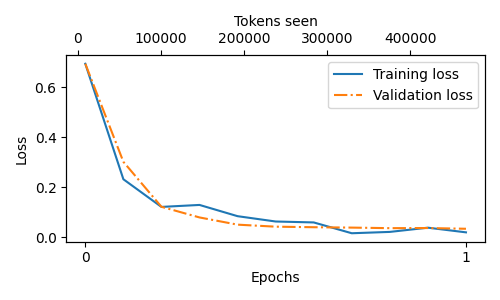 Tokens seen
0 100000 200000 300000 400000
Training loss
Validation loss
0.6
0.4
0.2
0.0
Loss
0 1
Epochs